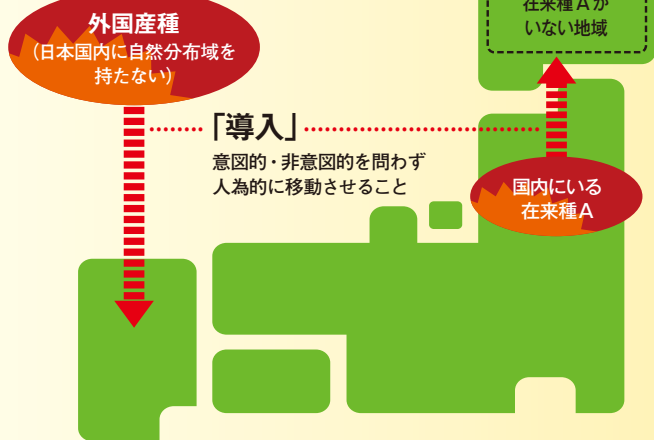 外国産種
（日本国内に自然分布域を
持たない）
在来種Aが
いない地域
「導入」
意図的・非意図的を問わず
人為的に移動させること
国内にいる
在来種A